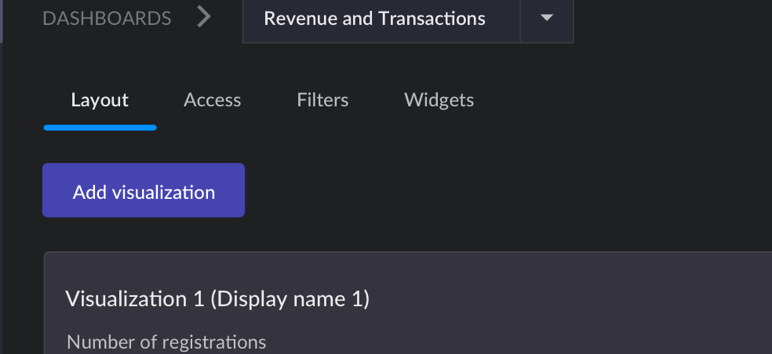 DASHBOARDS
Revenue and Transactions
Layout Access Filters Widgets
Add visualization
Visualization 1 (Display name 1)
Number of registrations